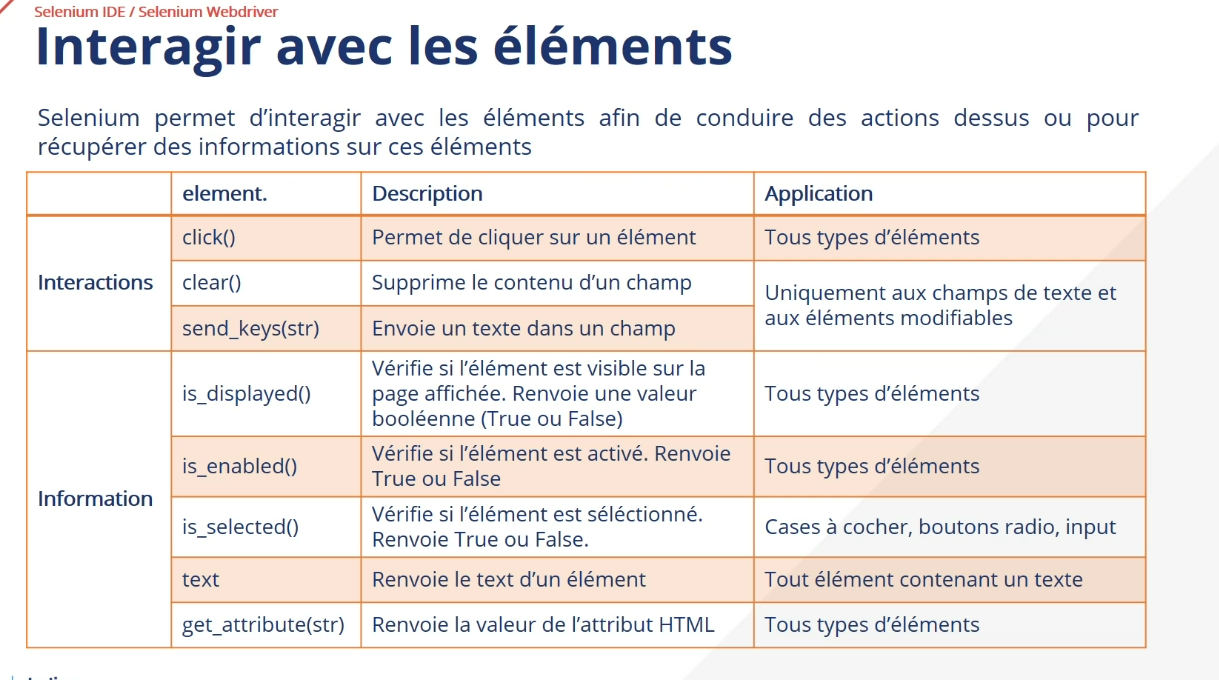 Selenium IDE / Selenium Webdriver
Interagir avec les éléments
Selenium permet d’interagir avec les éléments afin de conduire des actions dessus ou pour
récupérer des informations sur ces éléments
element. Description Application
Interactions
click() Permet de cliquer sur un élément Tous types d’éléments
clear() Supprime le contenu d’un champ
Uniquement aux champs de texte et
aux éléments modifiables
send_keys(str) Envoie un texte dans un champ
Information
is_displayed()
Vérifie si l’élément est visible sur la
page affichée. Renvoie une valeur
booléenne (True ou False)
Tous types d’éléments
is_enabled()
Vérifie si l’élément est activé. Renvoie
True ou False
Tous types d’éléments
is_selected()
Vérifie si l’élément est séléctionné.
Renvoie True ou False.
Cases à cocher, boutons radio, input
text Renvoie le text d’un élément Tout élément contenant un texte
get_attribute(str) Renvoie la valeur de l’attribut HTML Tous types d’éléments